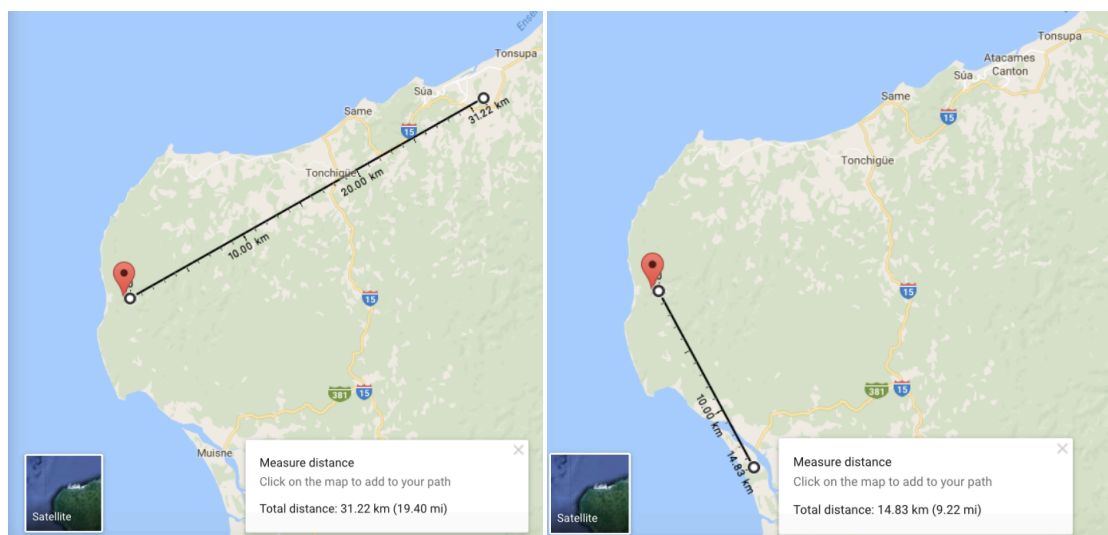 Ense
Tonsupa
Súa
31.22 km
Same
15
Tonchigüe
20.00 km
10.00 km
15
381
15
Muisne
Measure distance
Click on the map to add to your path
Total distance: 31.22 km (19.40 mi)
Satellite
Tonsupa
Atacames
Canton
Súa
Same
15
Tonchigüe
15
381
15
10.00 km
14.83 km
Measure distance
Click on the map to add to your path
Total distance: 14.83 km (9.22 mi)
Satellite